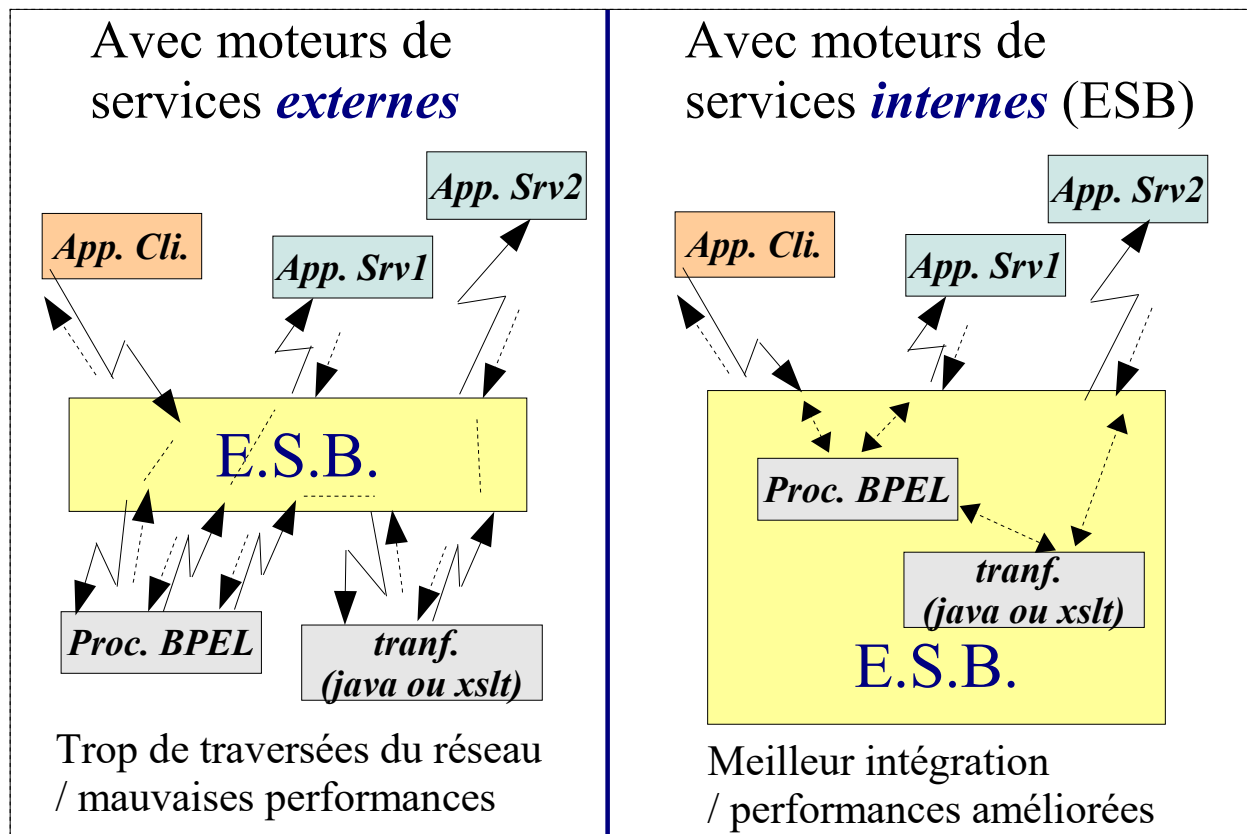 Avec moteurs de
services externes
App. Srv2
App. Cli.
App. Srv1
E.S.B.
Proc. BPEL
tranf.
(java ou xslt)
Trop de traversées du réseau
/ mauvaises performances
Avec moteurs de
services internes (ESB)
App. Srv2
App. Cli.
App. Srv1
Proc. BPEL
tranf.
(java ou xslt)
E.S.B.
Meilleur intégration
/ performances améliorées